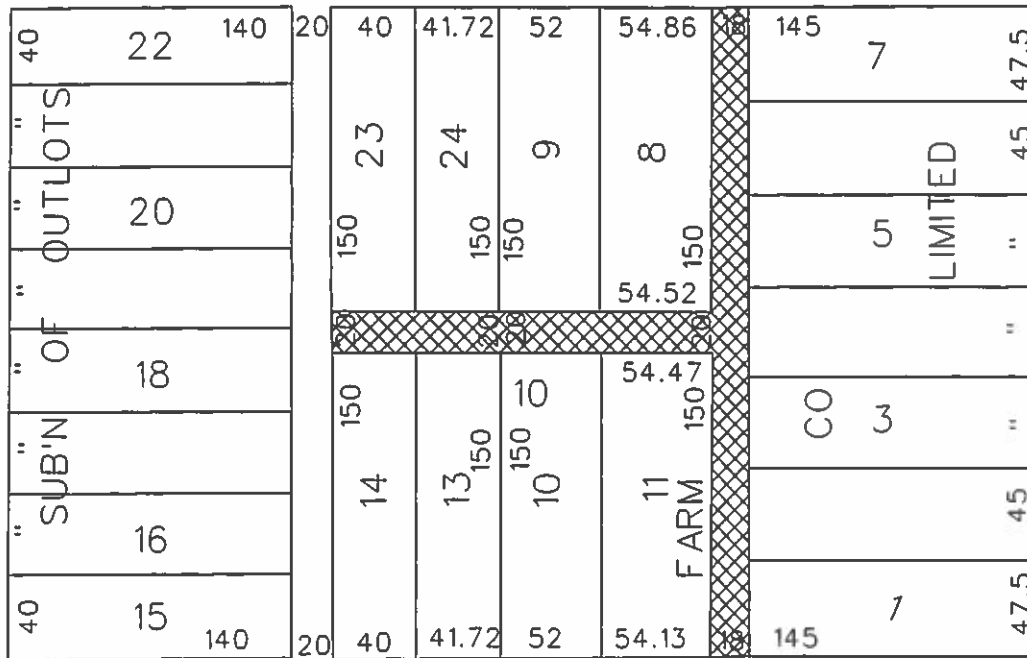 140 20 40 41.72 52 54.86 18 145
40 22 7 47.5
" 23 24 9 8 45
SUB'N OF OUTLOTS
" 20 LIMITED
150 150 150 150 5 "
" 54.52
20 20 28 20 "
" 18 54.47
150 10 150 CO 3 "
" 150 150
14 13 10 11
" 16 FARM 45
40 15 1 47.5
140 20 40 41.72 52 54.13 18 145